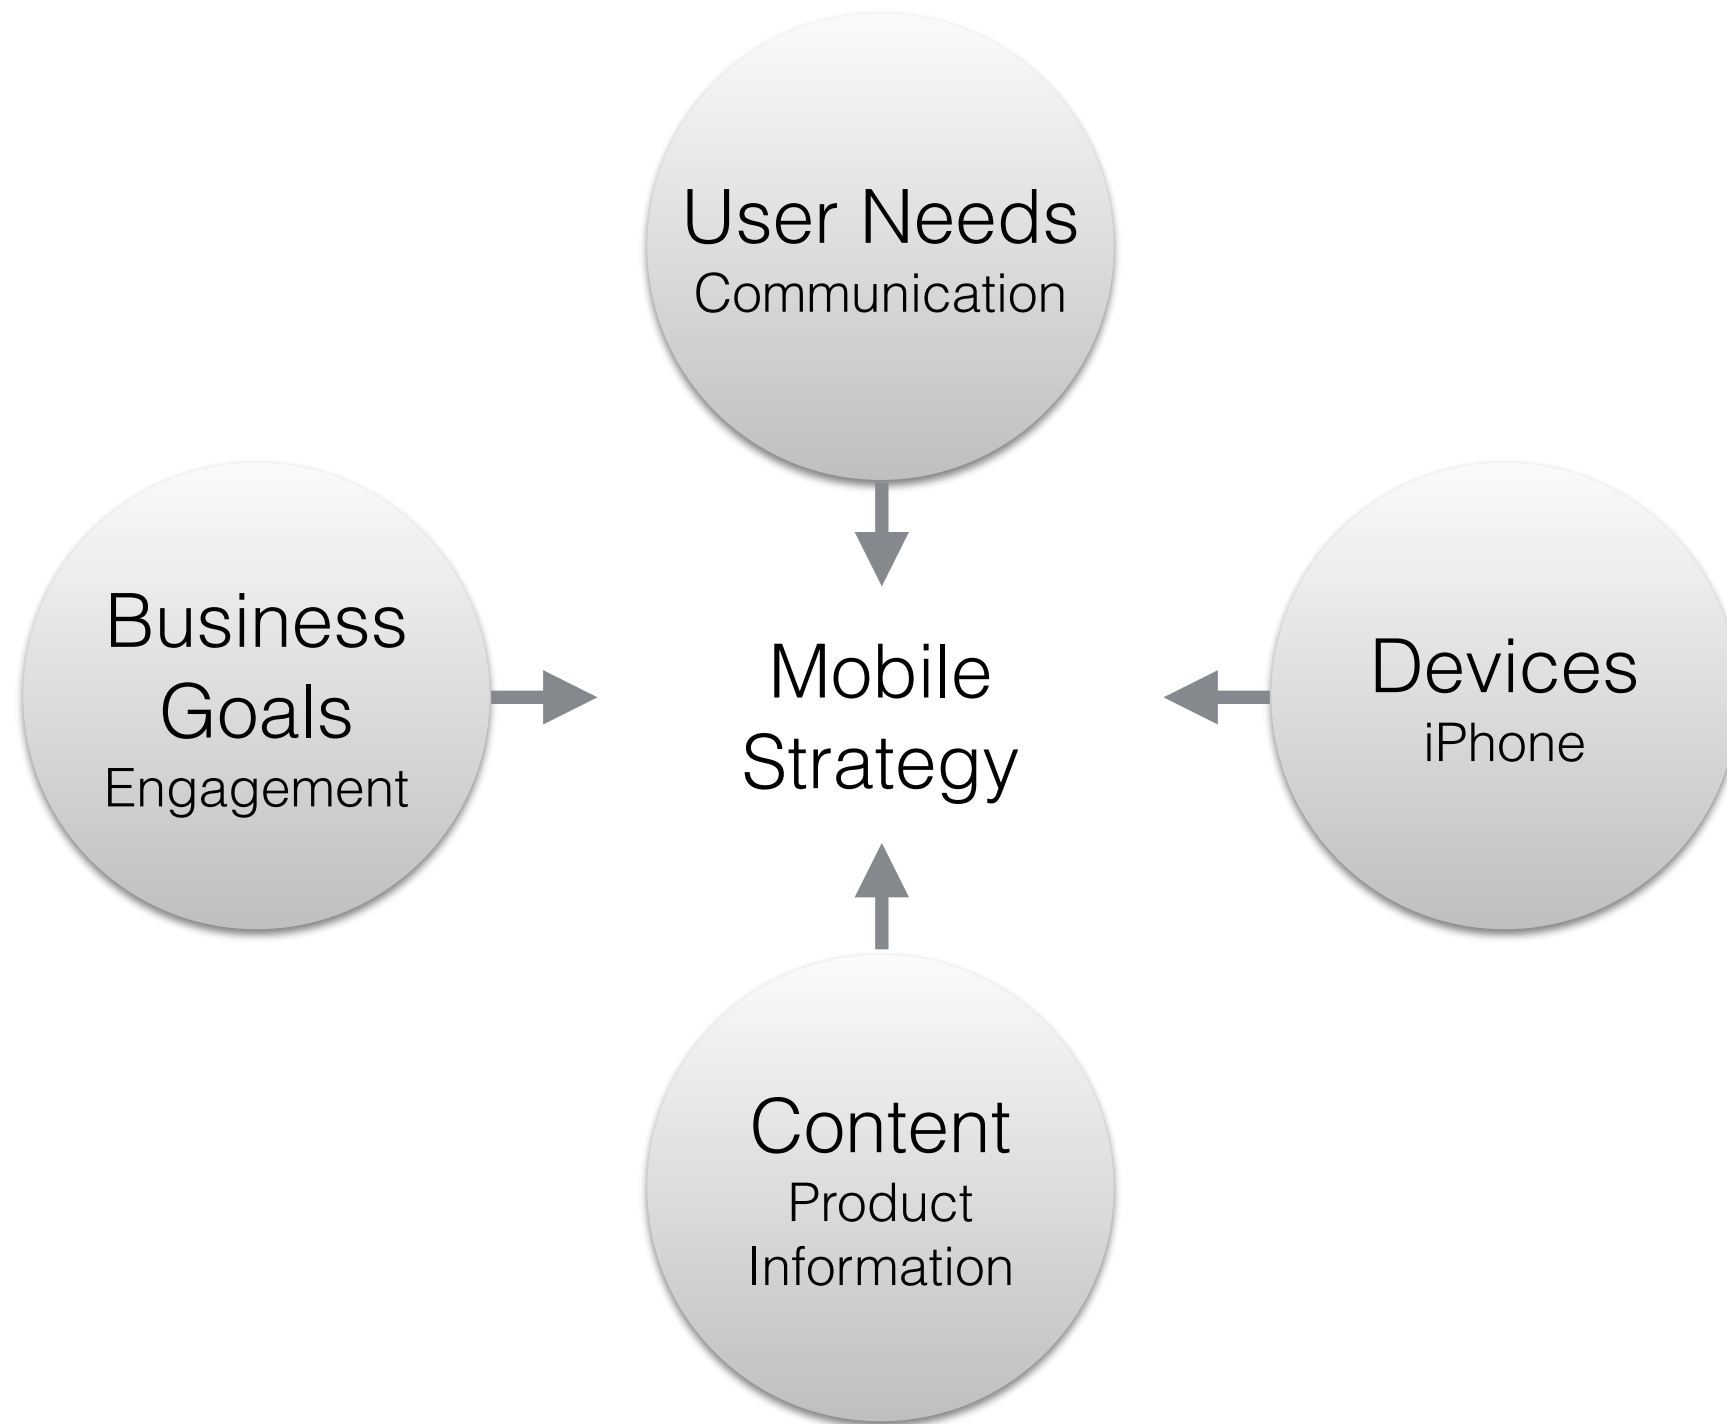 User Needs
Communication
Business
Goals
Engagement
Mobile
Strategy
Devices
iPhone
Content
Product
Information